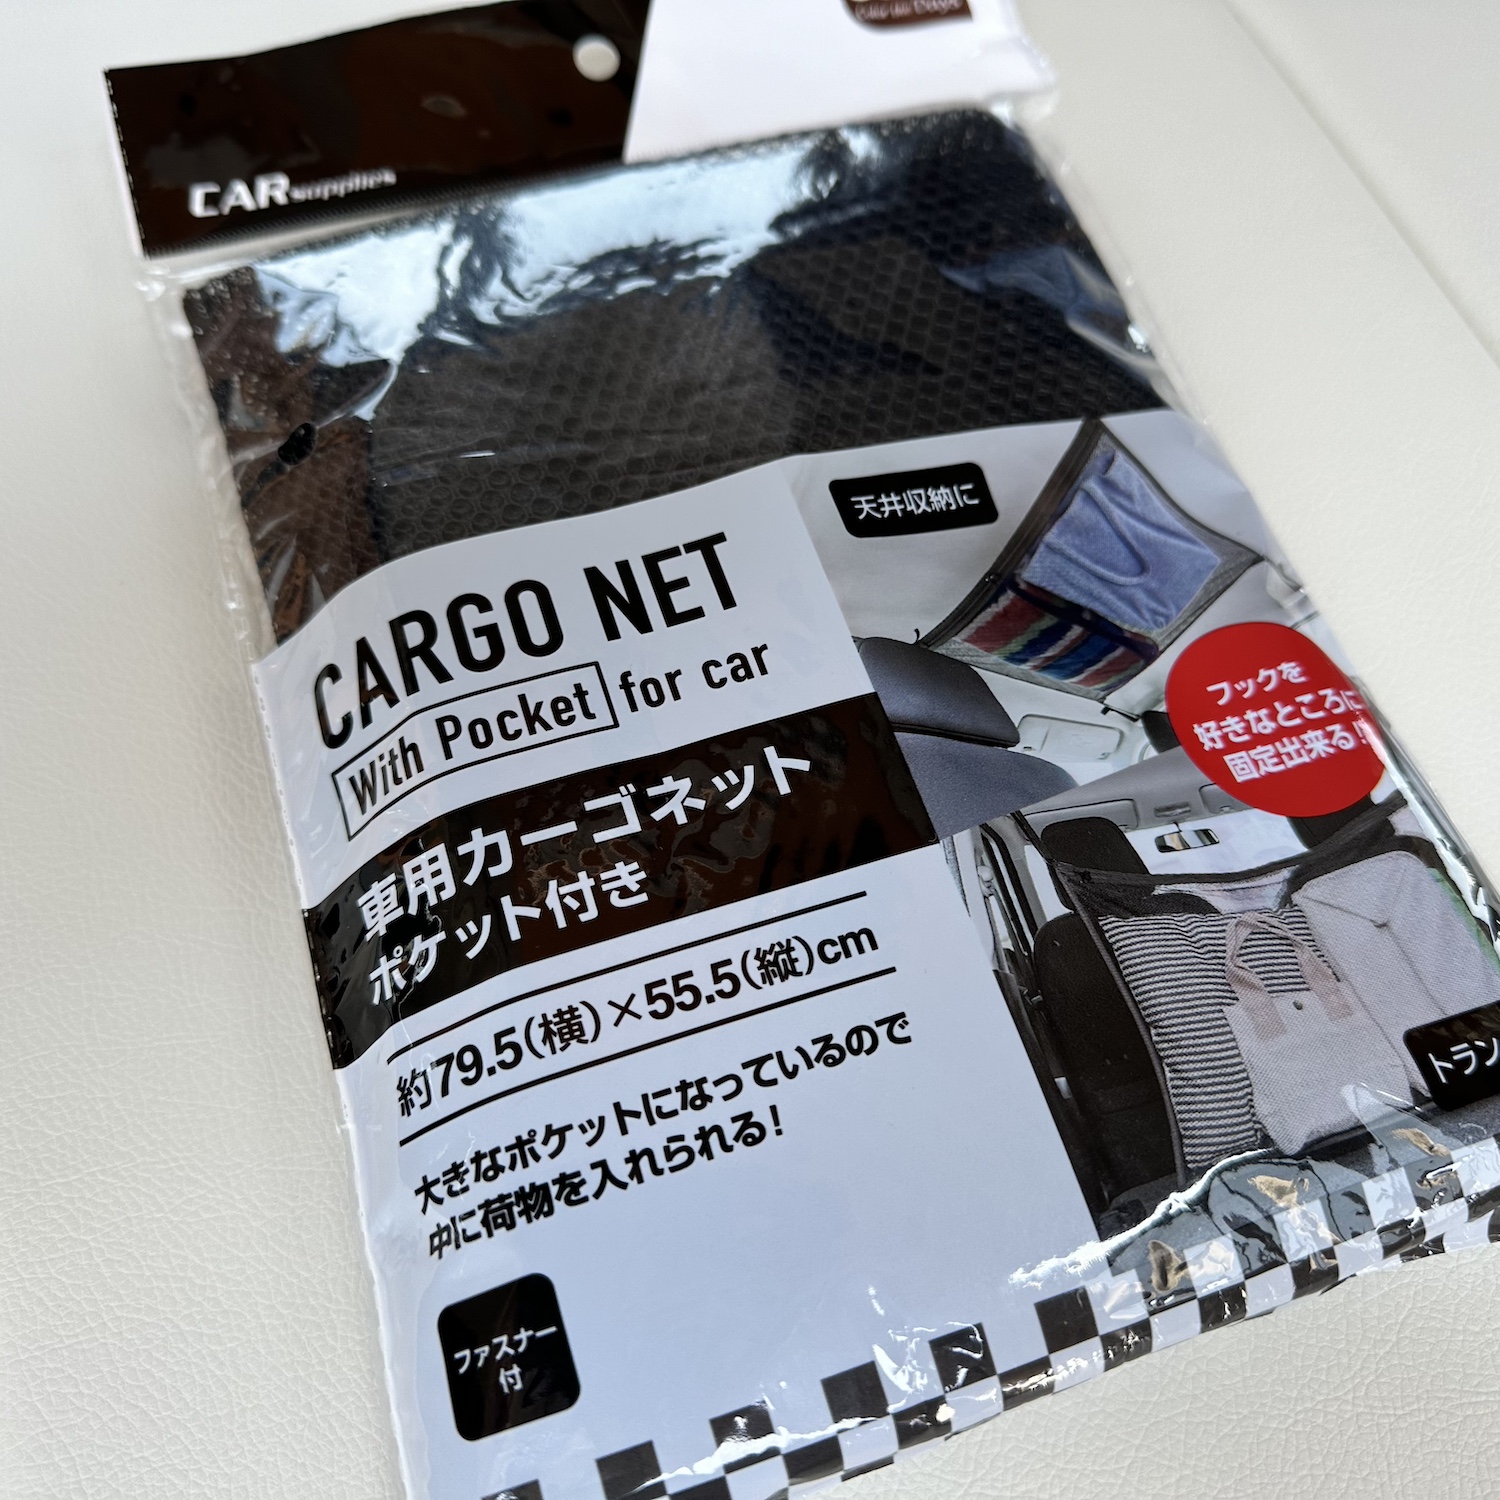 CARsupplies
CARGO NET
With Pocket for car
車用カーゴネット
ポケット付き
約79.5(横)×55.5(縦)cm
大きなポケットになっているので
中に荷物を入れられる!
ファスナー
付
天井収納に
フックを
好きなところに
固定出来る!
トラン